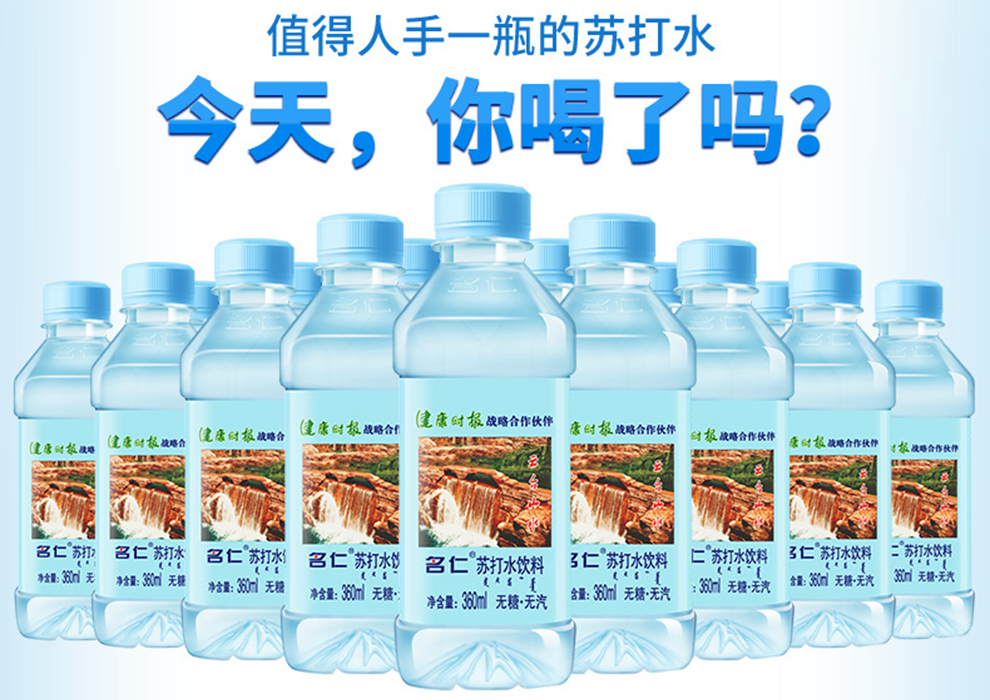 值得人手一瓶的苏打水
今天，你喝了吗？
健康时报 战略合作伙伴
名仁®苏打水饮料
净含量：360ml 无糖·无汽